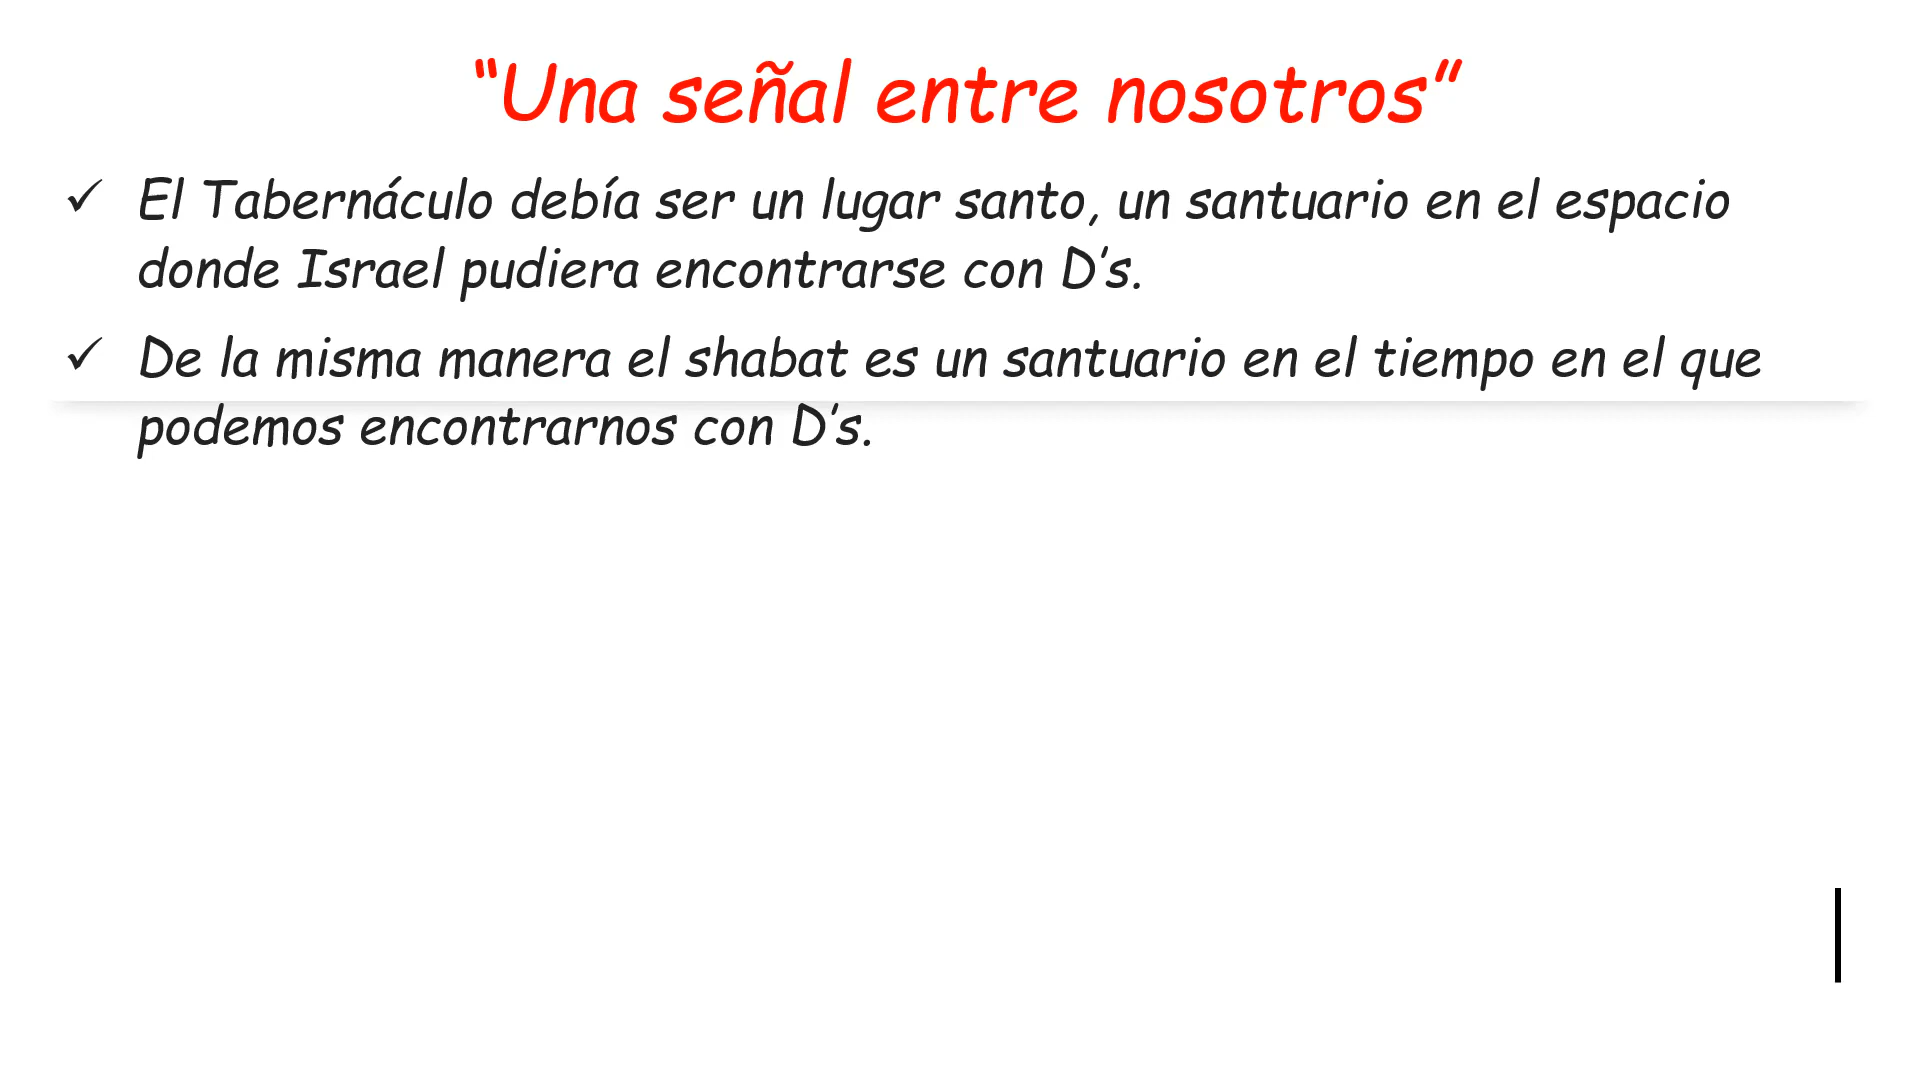 “Una señal entre nosotros”
✓ El Tabernáculo debía ser un lugar santo, un santuario en el espacio
donde Israel pudiera encontrarse con D’s.
✓ De la misma manera el shabat es un santuario en el tiempo en el que
podemos encontrarnos con D’s.